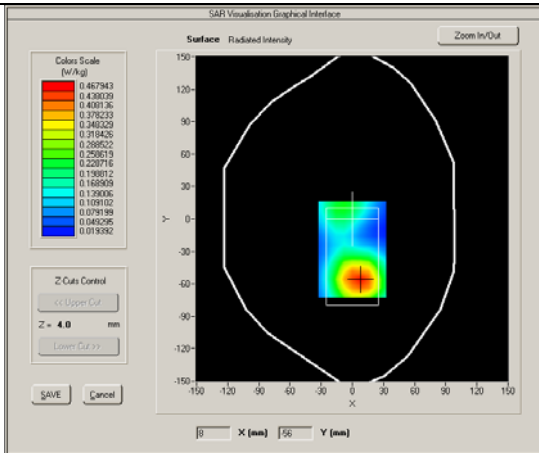 SAR Visualisation Graphical Interface
Surface Radiated Intensity
Zoom In/Out
Colors Scale
(W/kg)
0.467943
0.438039
0.408136
0.378233
0.348329
0.318426
0.288522
0.258619
0.228716
0.198812
0.168909
0.139006
0.109102
0.079199
0.049295
0.019392
150-
120-
90-
60-
30-
0-
-30-
-60-
-90-
-120-
-150-
Y
-150 -120 -90 -60 -30 0 30 60 90 120 150
X
Z-Cuts Control
<< Upper Cut
Z = 4.0 mm
Lower Cut >>
SAVE Cancel
8 X (mm) -56 Y (mm)